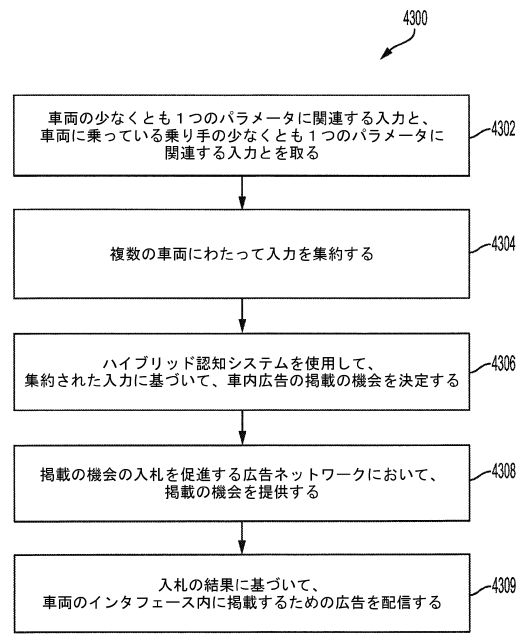 4300
車両の少なくとも１つのパラメータに関連する入力と、
車両に乗っている乗り手の少なくとも１つのパラメータに
関連する入力とを取る
4302
複数の車両にわたって入力を集約する
4304
ハイブリッド認知システムを使用して、
集約された入力に基づいて、車内広告の掲載の機会を決定する
4306
掲載の機会の入札を促進する広告ネットワークにおいて、
掲載の機会を提供する
4308
入札の結果に基づいて、
車両のインタフェース内に掲載するための広告を配信する
4309